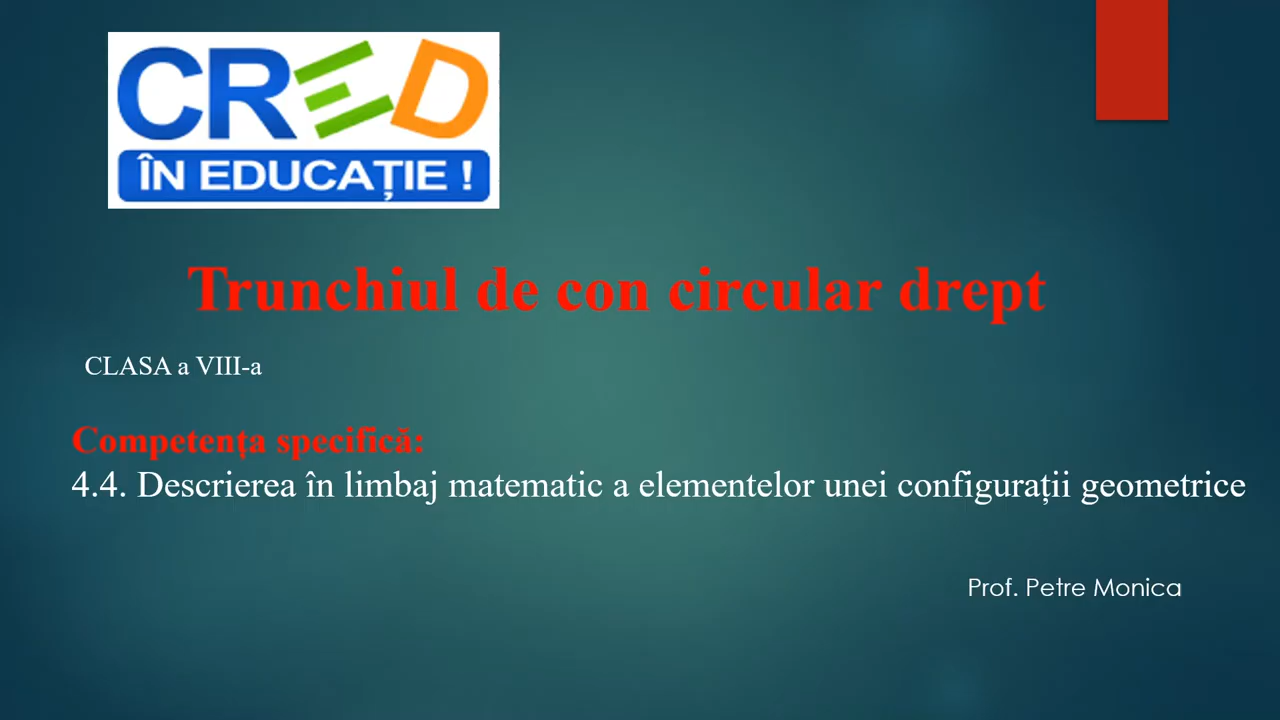 CRED
ÎN EDUCAȚIE !
Trunchiul de con circular drept
CLASA a VIII-a
Competența specifică:
4.4. Descrierea în limbaj matematic a elementelor unei configurații geometrice
Prof. Petre Monica